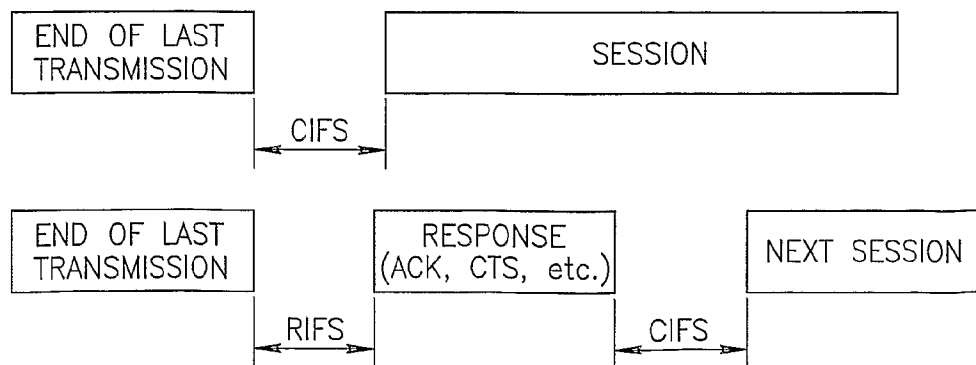 END OF LAST
TRANSMISSION
SESSION
CIFS
END OF LAST
TRANSMISSION
RESPONSE
(ACK, CTS, etc.)
NEXT SESSION
RIFS
CIFS